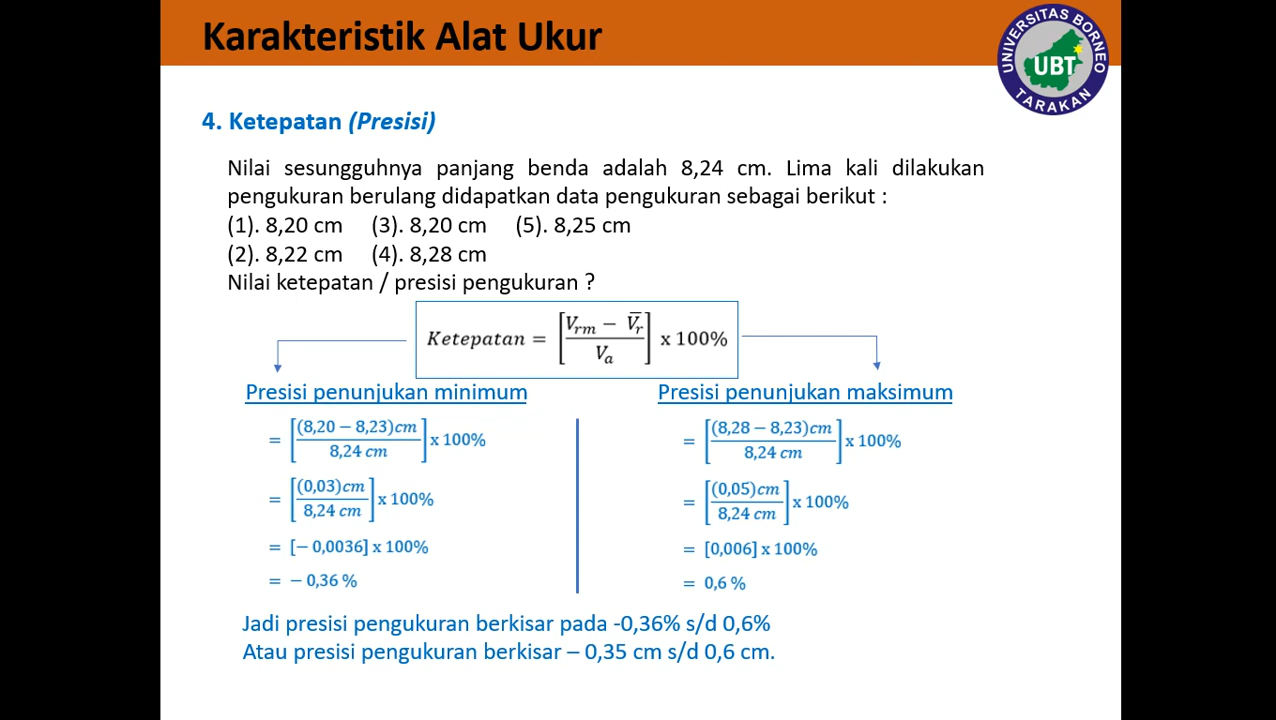 Karakteristik Alat Ukur
UNIVERSITAS BORNEO
UBT
TARAKAN
4. Ketepatan (Presisi)
Nilai sesungguhnya panjang benda adalah 8,24 cm. Lima kali dilakukan
pengukuran berulang didapatkan data pengukuran sebagai berikut :
(1). 8,20 cm (3). 8,20 cm (5). 8,25 cm
(2). 8,22 cm (4). 8,28 cm
Nilai ketepatan / presisi pengukuran ?
Ketepatan = [(V_rm − V̅_r) / V_a] x 100%
Presisi penunjukan minimum
= [(8,20 − 8,23)cm / 8,24 cm] x 100%
= [(0,03)cm / 8,24 cm] x 100%
= [− 0,0036] x 100%
= − 0,36 %
Presisi penunjukan maksimum
= [(8,28 − 8,23)cm / 8,24 cm] x 100%
= [(0,05)cm / 8,24 cm] x 100%
= [0,006] x 100%
= 0,6 %
Jadi presisi pengukuran berkisar pada -0,36% s/d 0,6%
Atau presisi pengukuran berkisar – 0,35 cm s/d 0,6 cm.